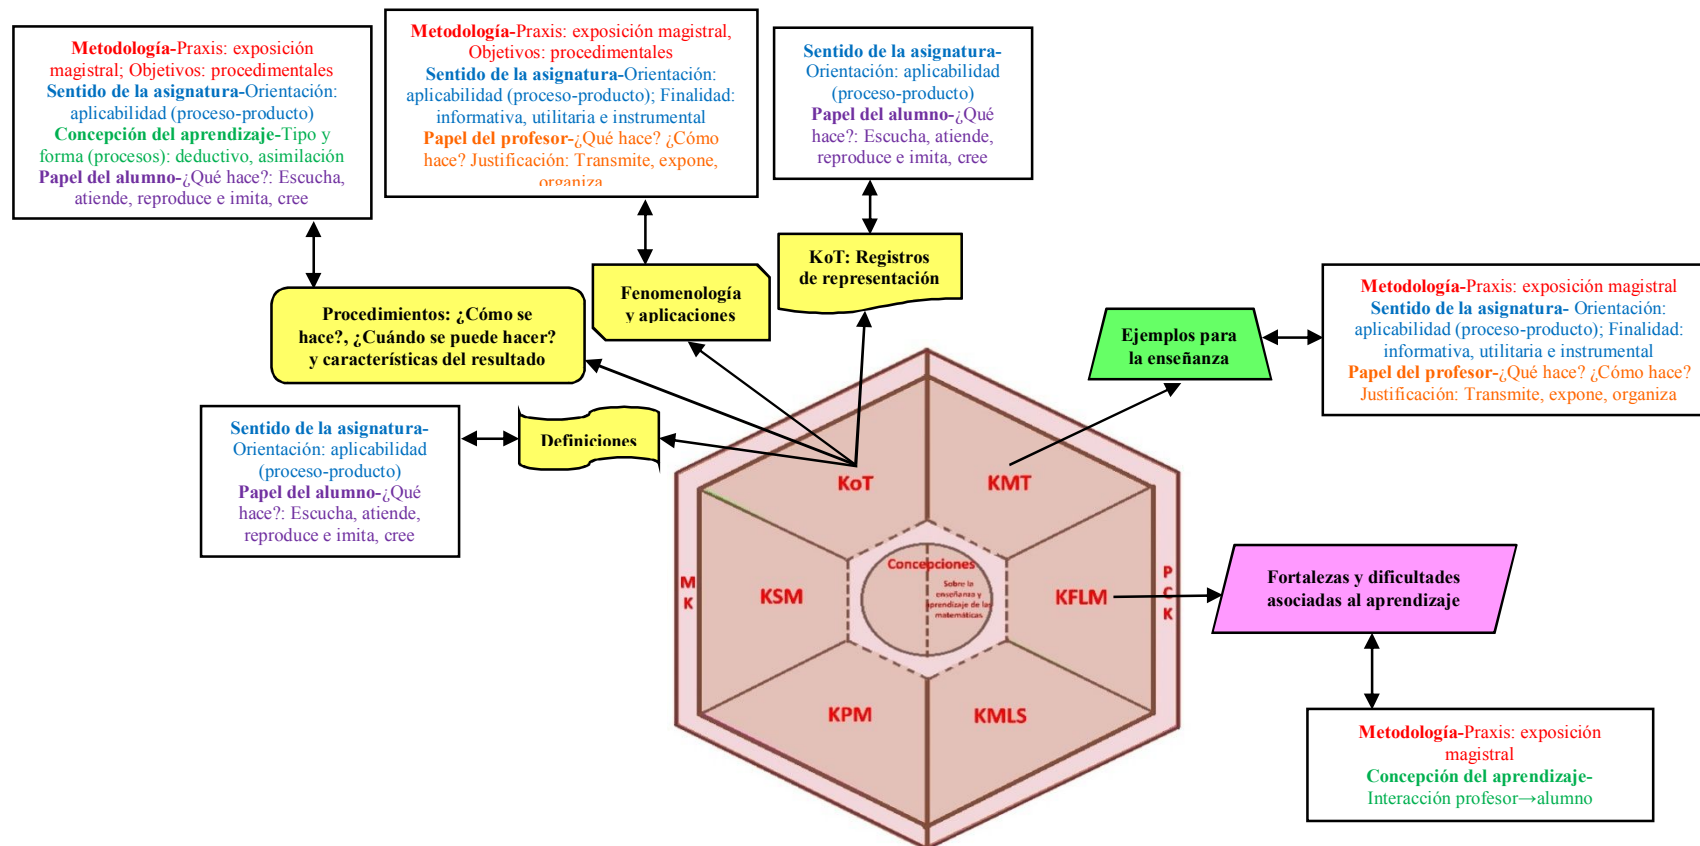 Metodología-Praxis: exposición
magistral; Objetivos: procedimentales
Sentido de la asignatura-Orientación:
aplicabilidad (proceso-producto)
Concepción del aprendizaje-Tipo y
forma (procesos): deductivo, asimilación
Papel del alumno-¿Qué hace?: Escucha,
atiende, reproduce e imita, cree
Metodología-Praxis: exposición magistral,
Objetivos: procedimentales
Sentido de la asignatura-Orientación:
aplicabilidad (proceso-producto); Finalidad:
informativa, utilitaria e instrumental
Papel del profesor-¿Qué hace? ¿Cómo
hace? Justificación: Transmite, expone,
organiza
Sentido de la asignatura-
Orientación: aplicabilidad
(proceso-producto)
Papel del alumno-¿Qué
hace?: Escucha, atiende,
reproduce e imita, cree
KoT: Registros
de representación
Fenomenología
y aplicaciones
Procedimientos: ¿Cómo se
hace?, ¿Cuándo se puede hacer?
y características del resultado
Ejemplos para
la enseñanza
Metodología-Praxis: exposición magistral
Sentido de la asignatura- Orientación:
aplicabilidad (proceso-producto); Finalidad:
informativa, utilitaria e instrumental
Papel del profesor-¿Qué hace? ¿Cómo hace?
Justificación: Transmite, expone, organiza
Sentido de la asignatura-
Orientación: aplicabilidad
(proceso-producto)
Papel del alumno-¿Qué
hace?: Escucha, atiende,
reproduce e imita, cree
Definiciones
KoT
KMT
MK
KSM
Concepciones
Sobre la
enseñanza y
aprendizaje de las
matemáticas
KFLM
PCK
KPM
KMLS
Fortalezas y dificultades
asociadas al aprendizaje
Metodología-Praxis: exposición
magistral
Concepción del aprendizaje-
Interacción profesor→alumno